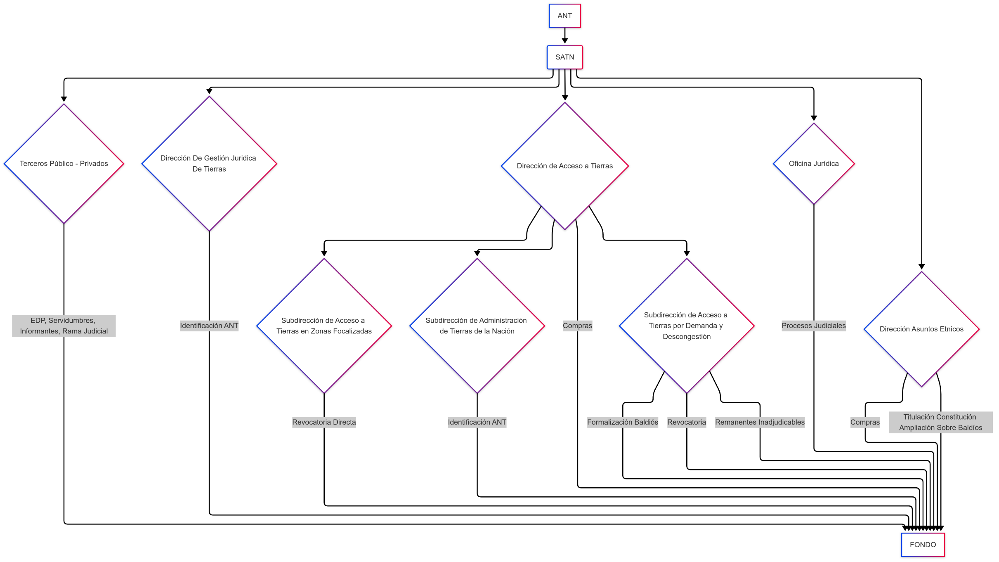 ANT
SATN
Terceros Público - Privados
Dirección De Gestión Juridica
De Tierras
Dirección de Acceso a Tierras
Oficina Jurídica
EDP, Servidumbres,
Informantes, Rama Judicial
Identificación ANT
Subdirección de Acceso a
Tierras en Zonas Focalizadas
Subdirección de Administración
de Tierras de la Nación
Compras
Subdirección de Acceso a
Tierras por Demanda y
Descongestión
Procesos Judiciales
Dirección Asuntos Etnicos
Revocatoria Directa
Identificación ANT
Formalización Baldiós
Revocatoria
Remanentes Inadjudicables
Compras
Titulación Constitución
Ampliación Sobre Baldíos
FONDO